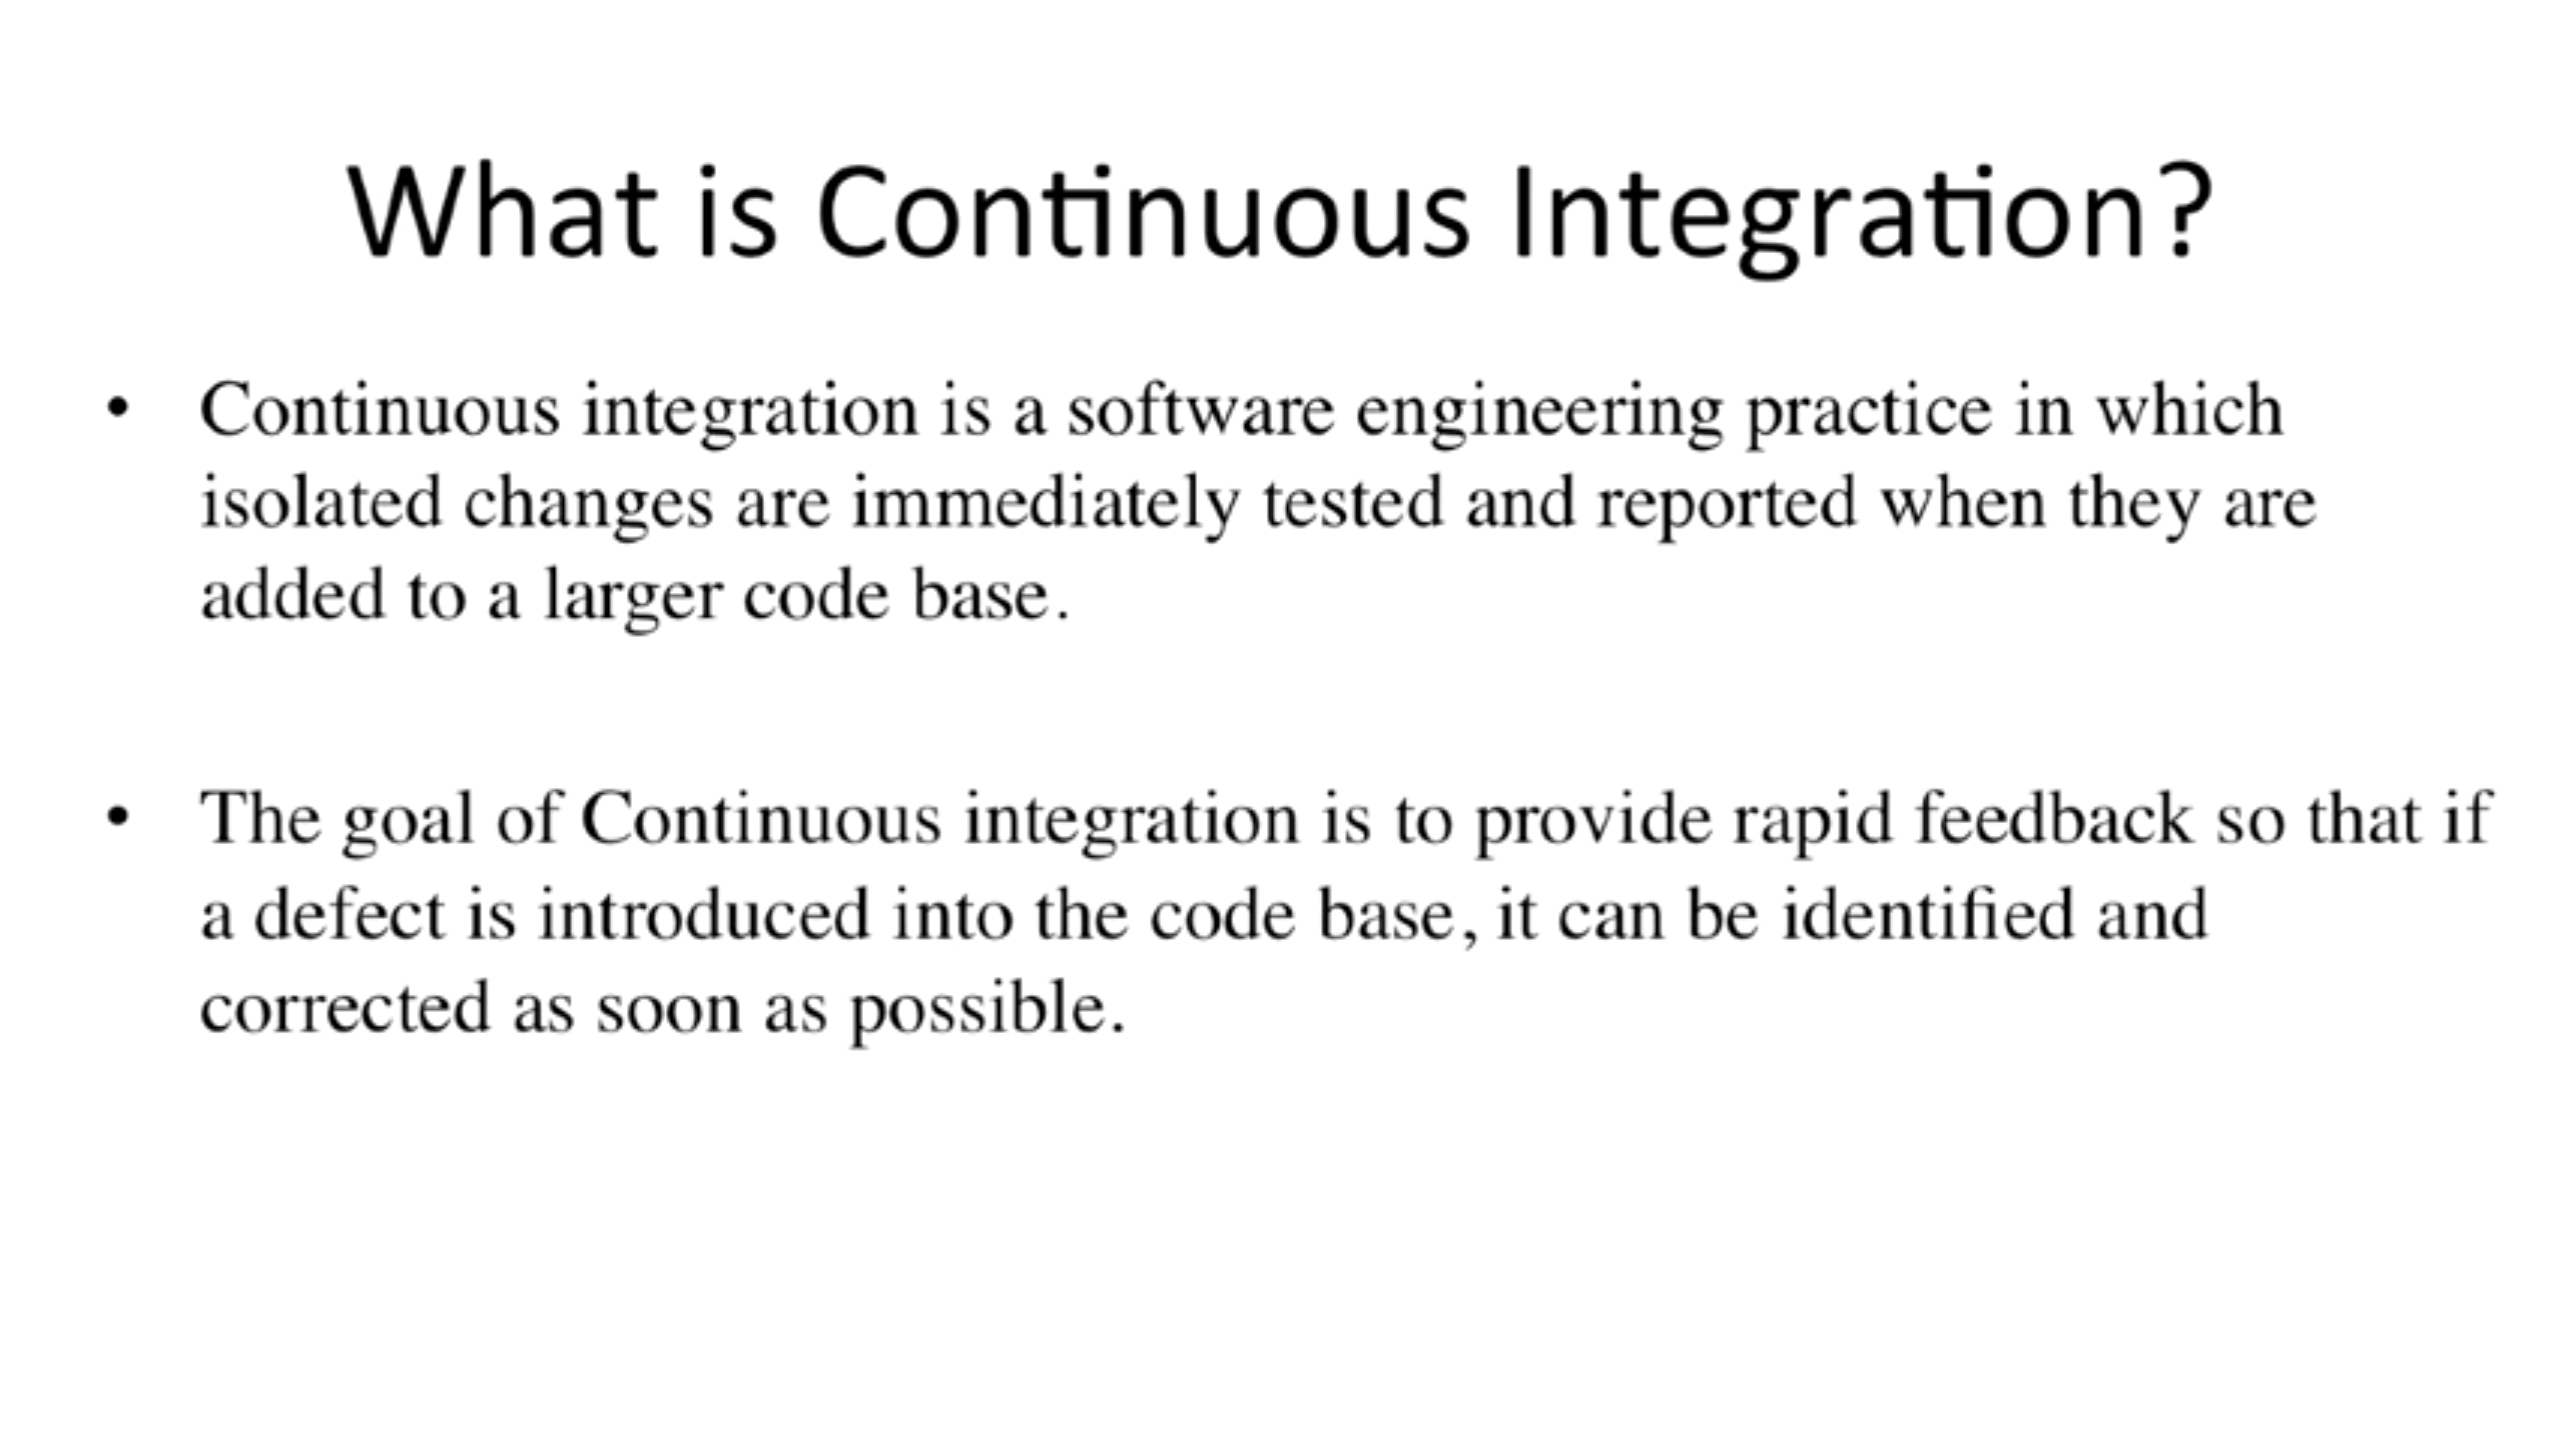 What is Continuous Integration?
• Continuous integration is a software engineering practice in which
isolated changes are immediately tested and reported when they are
added to a larger code base.
• The goal of Continuous integration is to provide rapid feedback so that if
a defect is introduced into the code base, it can be identified and
corrected as soon as possible.